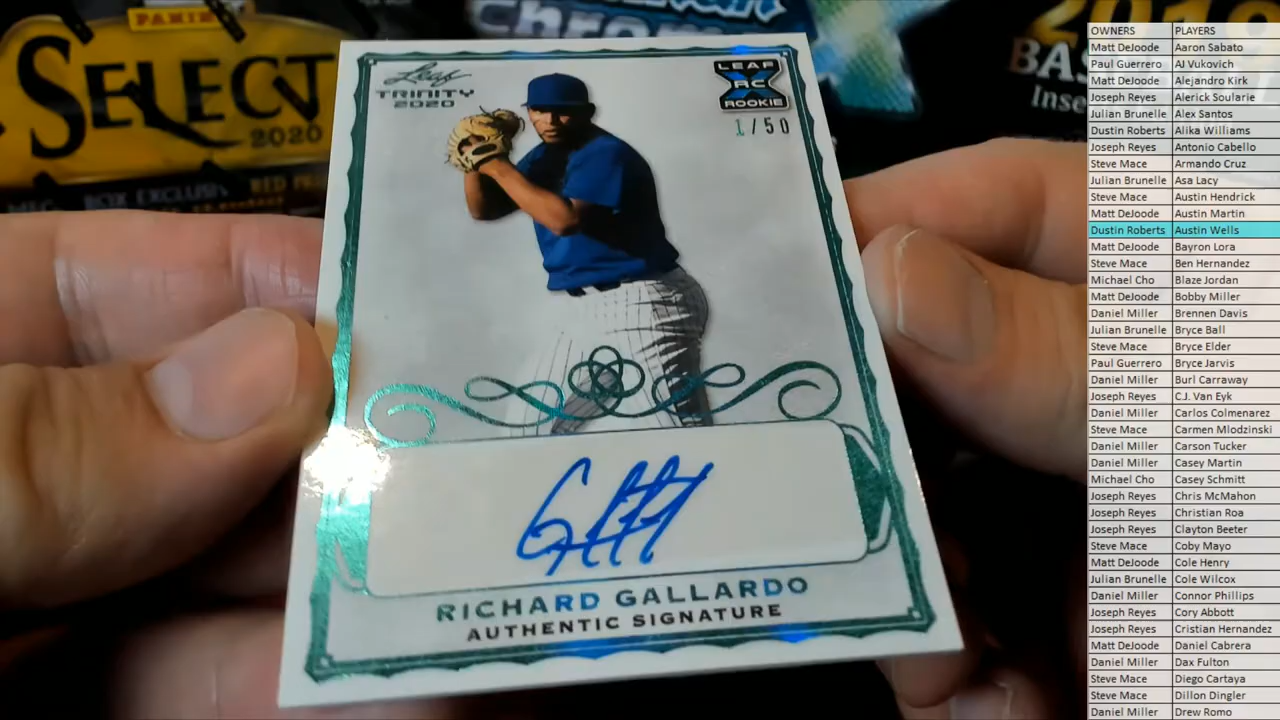 PANINI
SELECT
2020
BOX EXCLUSIVE
chrome
2019
Inse
Leaf
TRINITY
2020
LEAF
X
RC
ROOKIE
1/50
RICHARD GALLARDO
AUTHENTIC SIGNATURE
OWNERS PLAYERS
Matt DeJoode Aaron Sabato
Paul Guerrero AJ Vukovich
Matt DeJoode Alejandro Kirk
Joseph Reyes Alerick Soularie
Julian Brunelle Alex Santos
Dustin Roberts Alika Williams
Joseph Reyes Antonio Cabello
Steve Mace Armando Cruz
Julian Brunelle Asa Lacy
Steve Mace Austin Hendrick
Matt DeJoode Austin Martin
Dustin Roberts Austin Wells
Matt DeJoode Bayron Lora
Steve Mace Ben Hernandez
Michael Cho Blaze Jordan
Matt DeJoode Bobby Miller
Daniel Miller Brennen Davis
Julian Brunelle Bryce Ball
Steve Mace Bryce Elder
Paul Guerrero Bryce Jarvis
Daniel Miller Burl Carraway
Joseph Reyes C.J. Van Eyk
Daniel Miller Carlos Colmenarez
Steve Mace Carmen Mlodzinski
Daniel Miller Carson Tucker
Daniel Miller Casey Martin
Michael Cho Casey Schmitt
Joseph Reyes Chris McMahon
Joseph Reyes Christian Roa
Joseph Reyes Clayton Beeter
Steve Mace Coby Mayo
Matt DeJoode Cole Henry
Julian Brunelle Cole Wilcox
Daniel Miller Connor Phillips
Joseph Reyes Cory Abbott
Joseph Reyes Cristian Hernandez
Matt DeJoode Daniel Cabrera
Daniel Miller Dax Fulton
Steve Mace Diego Cartaya
Steve Mace Dillon Dingler
Daniel Miller Drew Romo